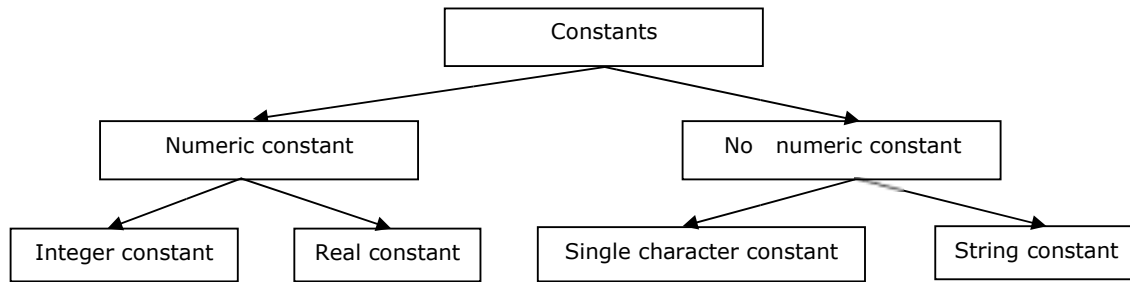 Constants
Numeric constant
No numeric constant
Integer constant
Real constant
Single character constant
String constant